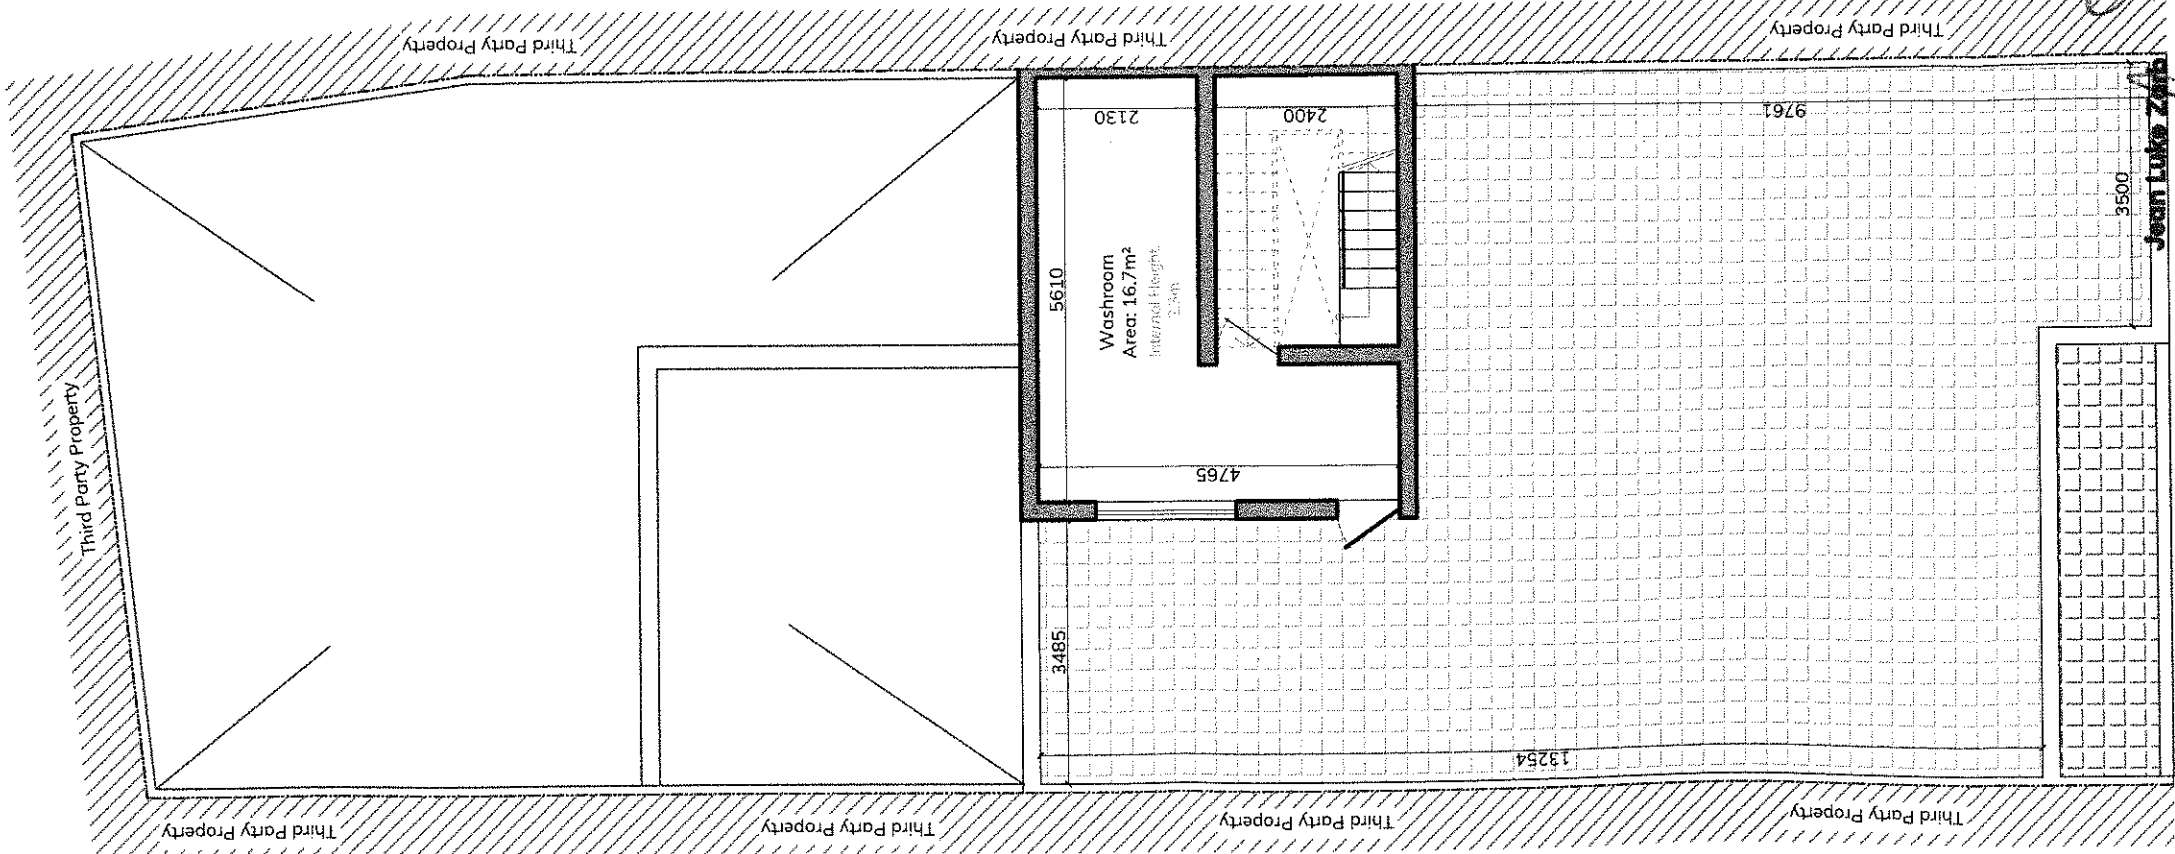 Third Party Property
Third Party Property
Third Party Property
Third Party Property
2130
2400
9761
3500
Jean Luke Zarb
5610
Washroom
Area: 16.7m²
Internal Height
4765
3485
13254
Third Party Property
Third Party Property
Third Party Property
Third Party Property